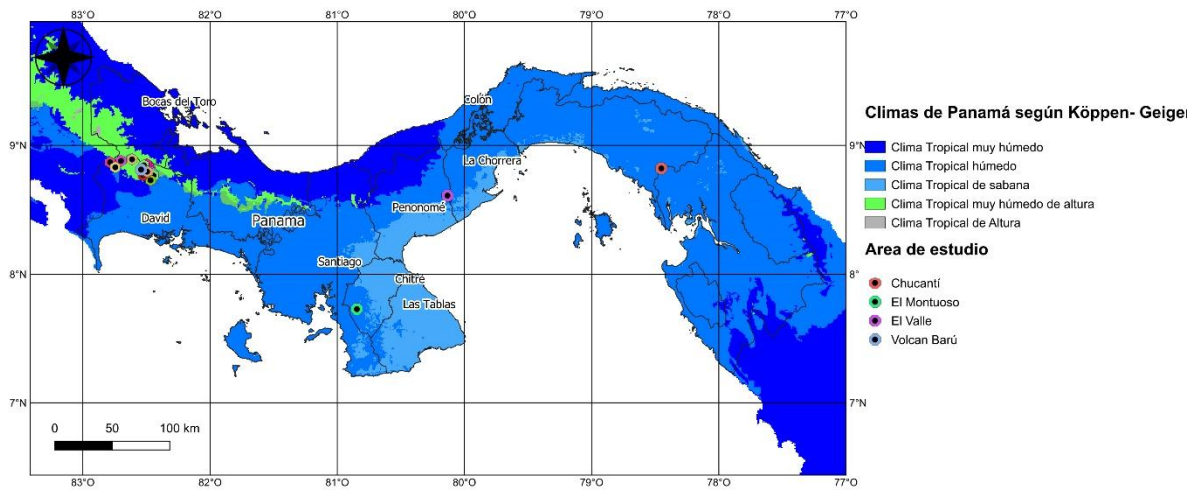 83°O 82°O 81°O 80°O 79°O 78°O 77°O
Bocas del Toro
Colón
9°N
9°N
La Chorrera
Penonomé
David
Panama
Santiago
8°N
8°N
Chitré
Las Tablas
7°N
7°N
0 50 100 km
83°O 82°O 81°O 80°O 79°O 78°O 77°O
Climas de Panamá según Köppen- Geiger
Clima Tropical muy húmedo
Clima Tropical húmedo
Clima Tropical de sabana
Clima Tropical muy húmedo de altura
Clima Tropical de Altura
Area de estudio
Chucantí
El Montuoso
El Valle
Volcan Barú